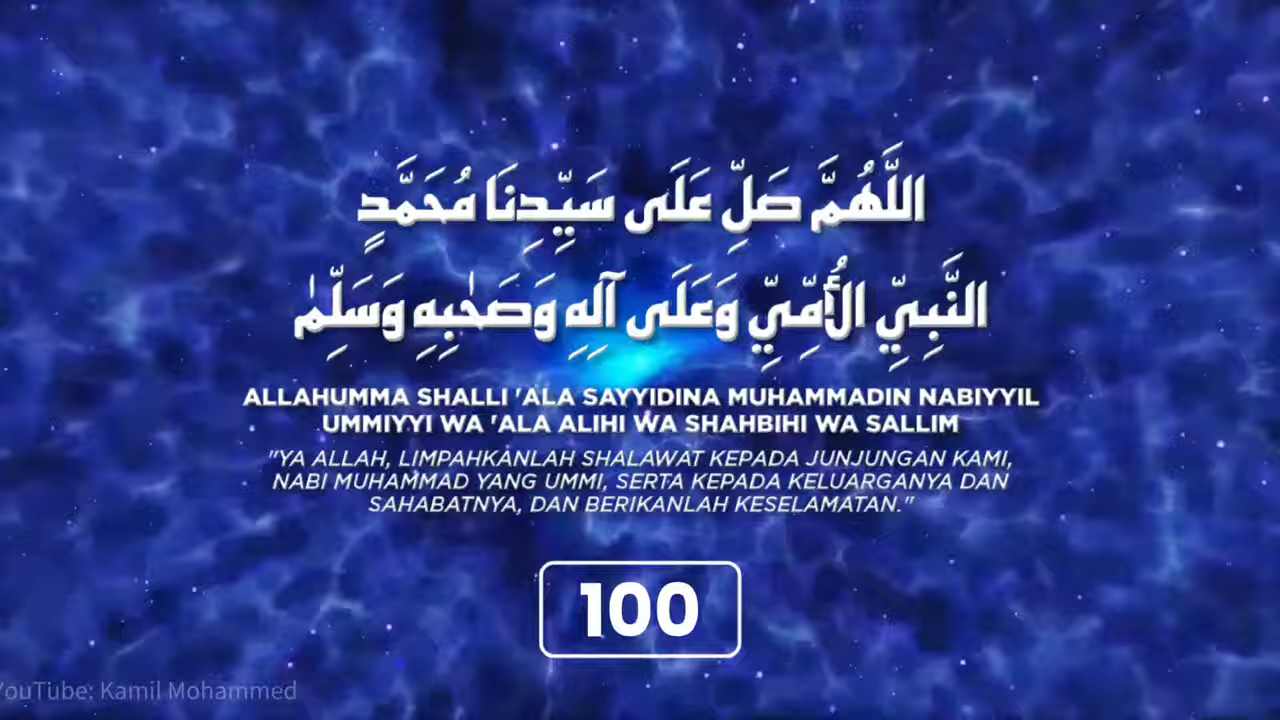 اللَّهُمَّ صَلِّ عَلَى سَيِّدِنَا مُحَمَّدٍ
النَّبِيِّ الْأُمِّيِّ وَعَلَى آلِهِ وَصَحْبِهِ وَسَلِّمْ
ALLAHUMMA SHALLI 'ALA SAYYIDINA MUHAMMADIN NABIYYIL
UMMIYYI WA 'ALA ALIHI WA SHAHBIHI WA SALLIM
"YA ALLAH, LIMPAHKANLAH SHALAWAT KEPADA JUNJUNGAN KAMI,
NABI MUHAMMAD YANG UMMI, SERTA KEPADA KELUARGANYA DAN
SAHABATNYA, DAN BERIKANLAH KESELAMATAN."
100
YouTube: Kamil Mohammed